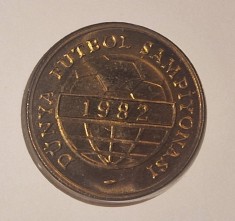 DÜNYA FUTBOL ŞAMPİYONASI
1982